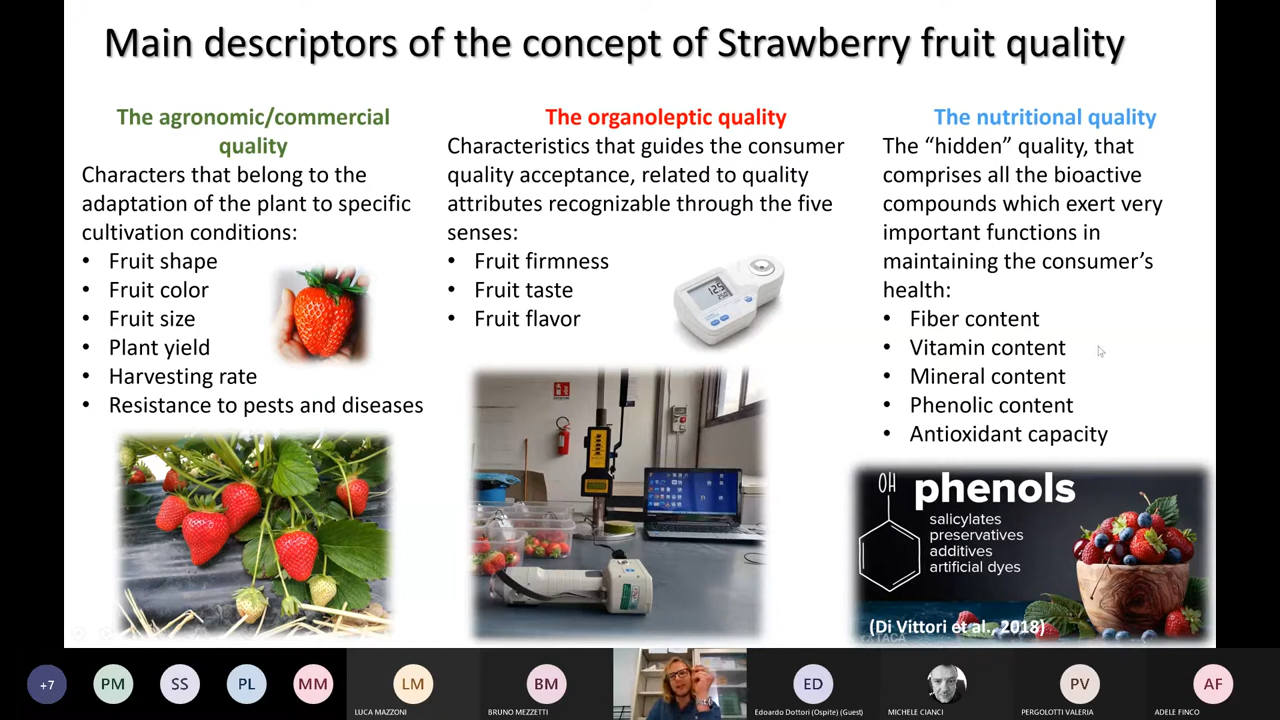 Main descriptors of the concept of Strawberry fruit quality
The agronomic/commercial
quality
Characters that belong to the
adaptation of the plant to specific
cultivation conditions:
• Fruit shape
• Fruit color
• Fruit size
• Plant yield
• Harvesting rate
• Resistance to pests and diseases
The organoleptic quality
Characteristics that guides the consumer
quality acceptance, related to quality
attributes recognizable through the five
senses:
• Fruit firmness
• Fruit taste
• Fruit flavor
12.5
The nutritional quality
The “hidden” quality, that
comprises all the bioactive
compounds which exert very
important functions in
maintaining the consumer’s
health:
• Fiber content
• Vitamin content
• Mineral content
• Phenolic content
• Antioxidant capacity
OH
phenols
salicylates
preservatives
additives
artificial dyes
(Di Vittori et al., 2018)
+7
PM
SS
PL
MM
LM
LUCA MAZZONI
BM
BRUNO MEZZETTI
ED
Edoardo Dottori (Ospite) (Guest)
MICHELE CIANCI
PV
PERGOLOTTI VALERIA
AF
ADELE FINCO